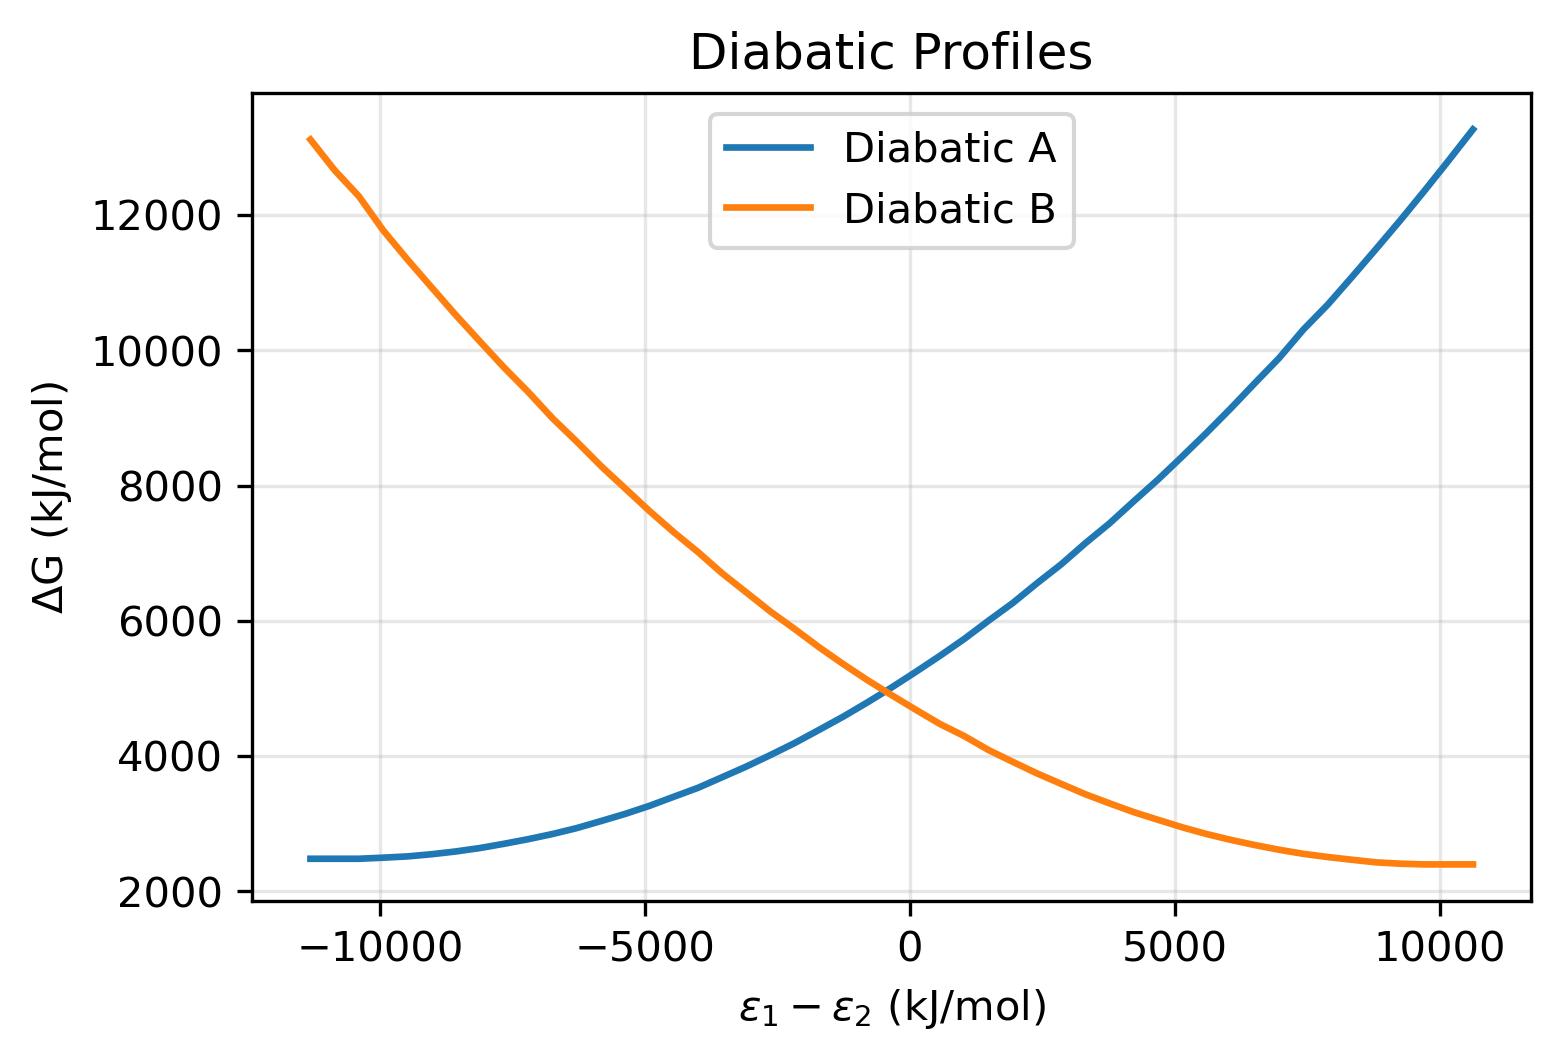 Diabatic Profiles
Diabatic A
Diabatic B
ΔG (kJ/mol)
12000
10000
8000
6000
4000
2000
−10000 −5000 0 5000 10000
ε₁ − ε₂ (kJ/mol)